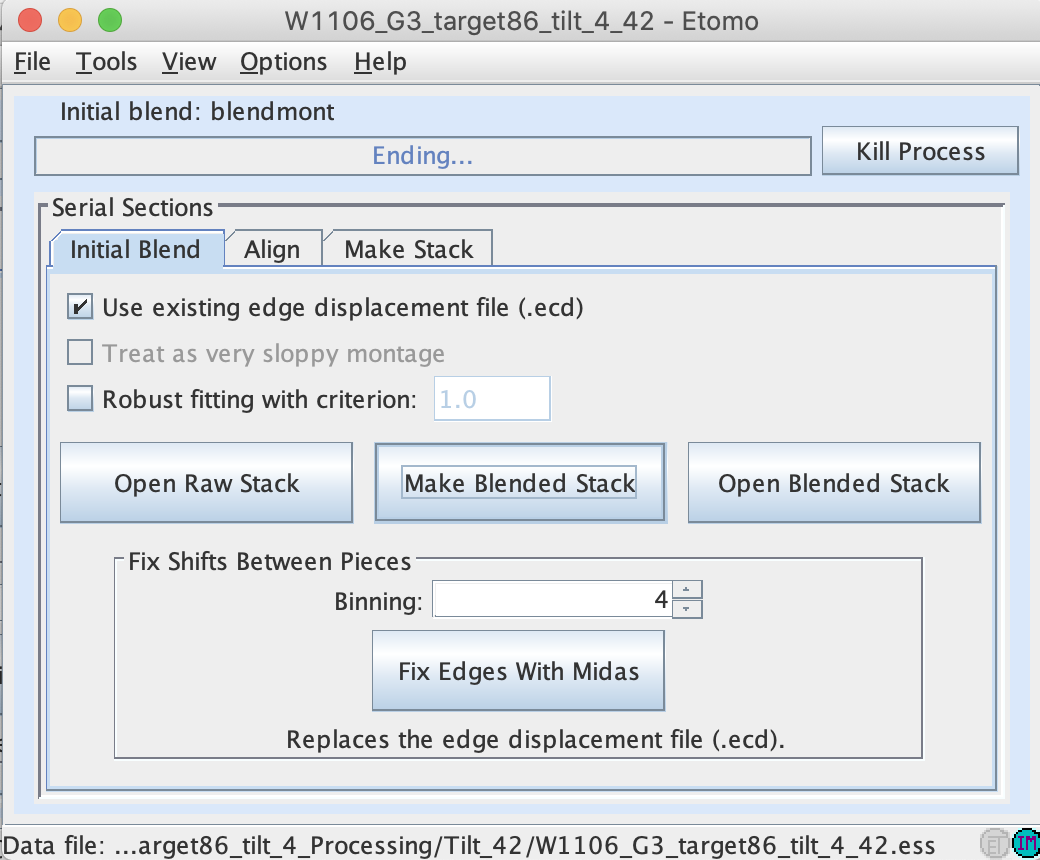 W1106_G3_target86_tilt_4_42 - Etomo
File Tools View Options Help
Initial blend: blendmont
Ending...
Kill Process
Serial Sections
Initial Blend Align Make Stack
Use existing edge displacement file (.ecd)
Treat as very sloppy montage
Robust fitting with criterion: 1.0
Open Raw Stack Make Blended Stack Open Blended Stack
Fix Shifts Between Pieces
Binning: 4
Fix Edges With Midas
Replaces the edge displacement file (.ecd).
Data file: ...arget86_tilt_4_Processing/Tilt_42/W1106_G3_target86_tilt_4_42.ess ET IM